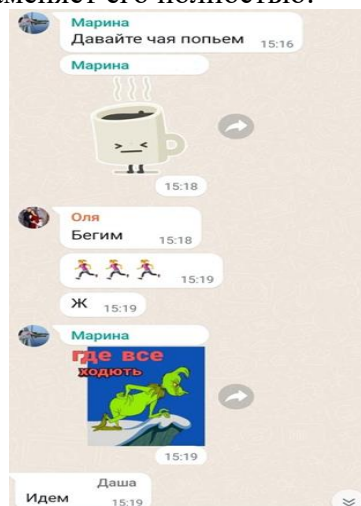 меняет его полностью.
Марина
Давайте чая попьем 15:16
Марина
15:18
Оля
Бегим 15:18
15:19
Ж 15:19
Марина
где все
ходють
15:19
Даша
Идем 15:19